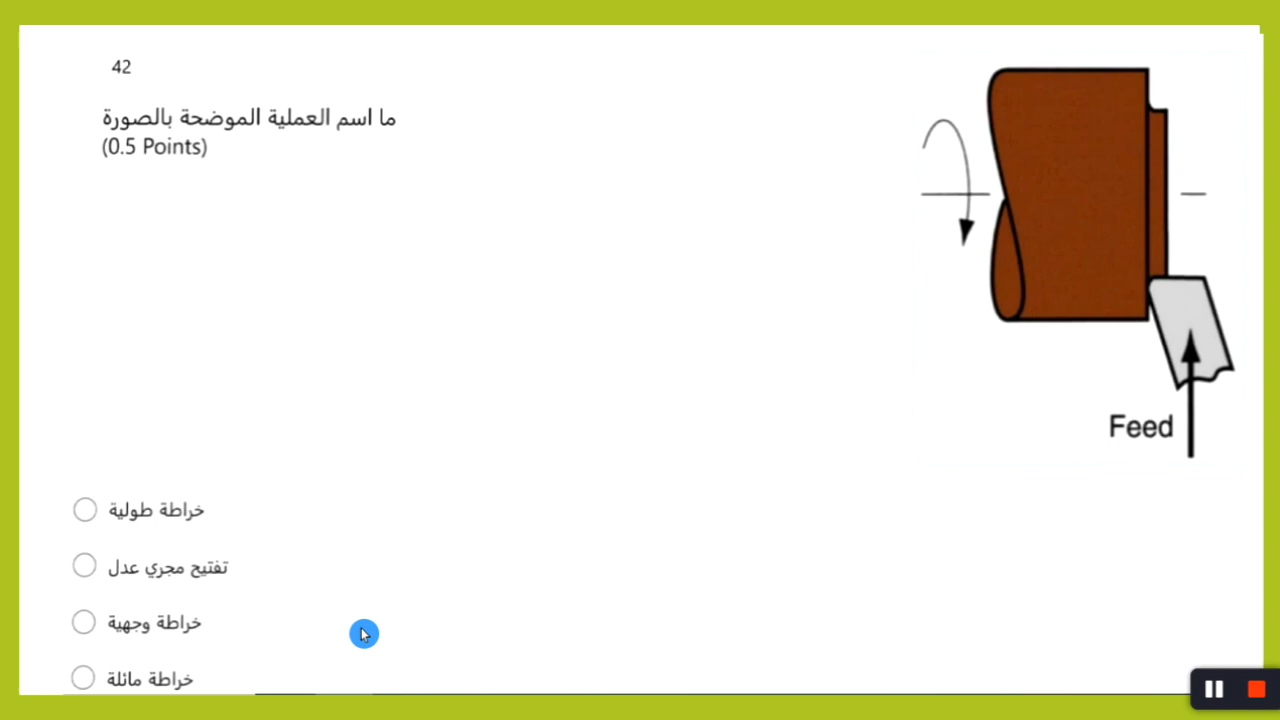 42
ما اسم العملية الموضحة بالصورة
(0.5 Points)
Feed
خراطة طولية
تفتيح مجري عدل
خراطة وجهية
خراطة مائلة